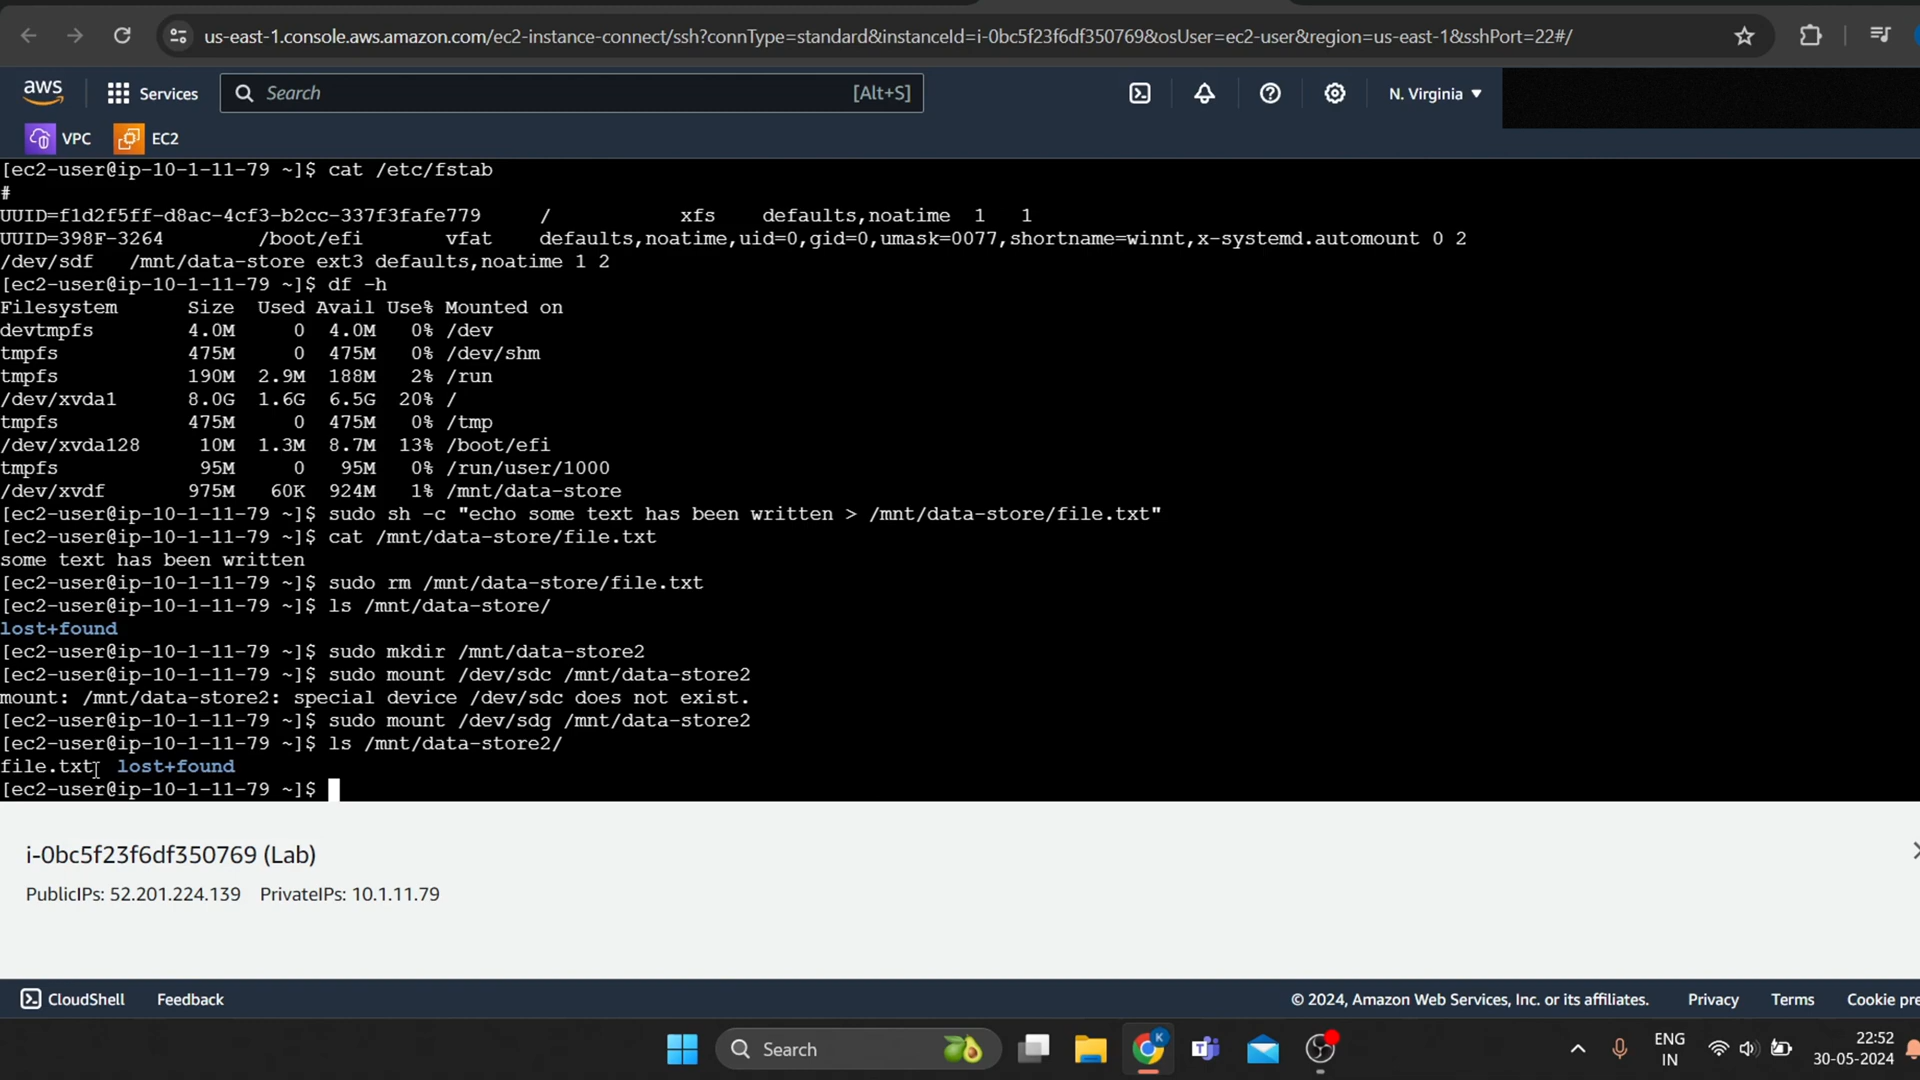 us-east-1.console.aws.amazon.com/ec2-instance-connect/ssh?connType=standard&instanceId=i-0bc5f23f6df350769&osUser=ec2-user&region=us-east-1&sshPort=22#/
aws Services Search [Alt+S] N. Virginia
VPC EC2
[ec2-user@ip-10-1-11-79 ~]$ cat /etc/fstab
#
UUID=f1d2f5ff-d8ac-4cf3-b2cc-337f3fafe779 / xfs defaults,noatime 1 1
UUID=398F-3264 /boot/efi vfat defaults,noatime,uid=0,gid=0,umask=0077,shortname=winnt,x-systemd.automount 0 2
/dev/sdf /mnt/data-store ext3 defaults,noatime 1 2
[ec2-user@ip-10-1-11-79 ~]$ df -h
Filesystem Size Used Avail Use% Mounted on
devtmpfs 4.0M 0 4.0M 0% /dev
tmpfs 475M 0 475M 0% /dev/shm
tmpfs 190M 2.9M 188M 2% /run
/dev/xvda1 8.0G 1.6G 6.5G 20% /
tmpfs 475M 0 475M 0% /tmp
/dev/xvda128 10M 1.3M 8.7M 13% /boot/efi
tmpfs 95M 0 95M 0% /run/user/1000
/dev/xvdf 975M 60K 924M 1% /mnt/data-store
[ec2-user@ip-10-1-11-79 ~]$ sudo sh -c "echo some text has been written > /mnt/data-store/file.txt"
[ec2-user@ip-10-1-11-79 ~]$ cat /mnt/data-store/file.txt
some text has been written
[ec2-user@ip-10-1-11-79 ~]$ sudo rm /mnt/data-store/file.txt
[ec2-user@ip-10-1-11-79 ~]$ ls /mnt/data-store/
lost+found
[ec2-user@ip-10-1-11-79 ~]$ sudo mkdir /mnt/data-store2
[ec2-user@ip-10-1-11-79 ~]$ sudo mount /dev/sdc /mnt/data-store2
mount: /mnt/data-store2: special device /dev/sdc does not exist.
[ec2-user@ip-10-1-11-79 ~]$ sudo mount /dev/sdg /mnt/data-store2
[ec2-user@ip-10-1-11-79 ~]$ ls /mnt/data-store2/
file.txt lost+found
[ec2-user@ip-10-1-11-79 ~]$
i-0bc5f23f6df350769 (Lab)
PublicIPs: 52.201.224.139 PrivateIPs: 10.1.11.79
CloudShell Feedback © 2024, Amazon Web Services, Inc. or its affiliates. Privacy Terms Cookie pre
Search ENG 22:52
IN 30-05-2024